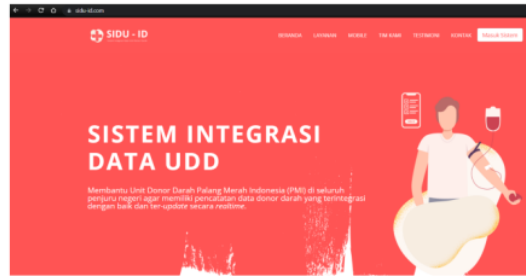 sidu-id.com
SIDU - ID
BERANDA LAYANAN MOBILE TIM KAMI TESTIMONI KONTAK Masuk Sistem
SISTEM INTEGRASI
DATA UDD
Membantu Unit Donor Darah Palang Merah Indonesia (PMI) di seluruh
penjuru negeri agar memiliki pencatatan data donor darah yang terintegrasi
dengan baik dan ter-update secara realtime.